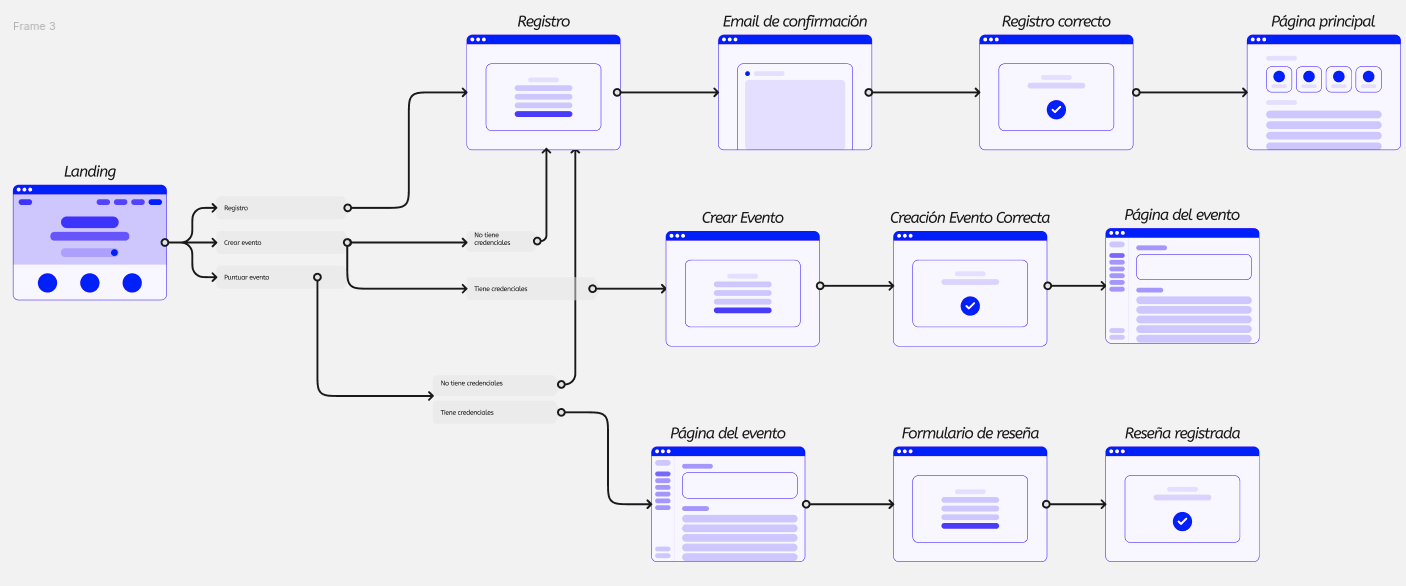 Frame 3
Registro
Email de confirmación
Registro correcto
Página principal
Landing
Registro
Crear evento
Puntuar evento
No tiene
credenciales
Tiene credenciales
Crear Evento
Creación Evento Correcta
Página del evento
No tiene credenciales
Tiene credenciales
Página del evento
Formulario de reseña
Reseña registrada